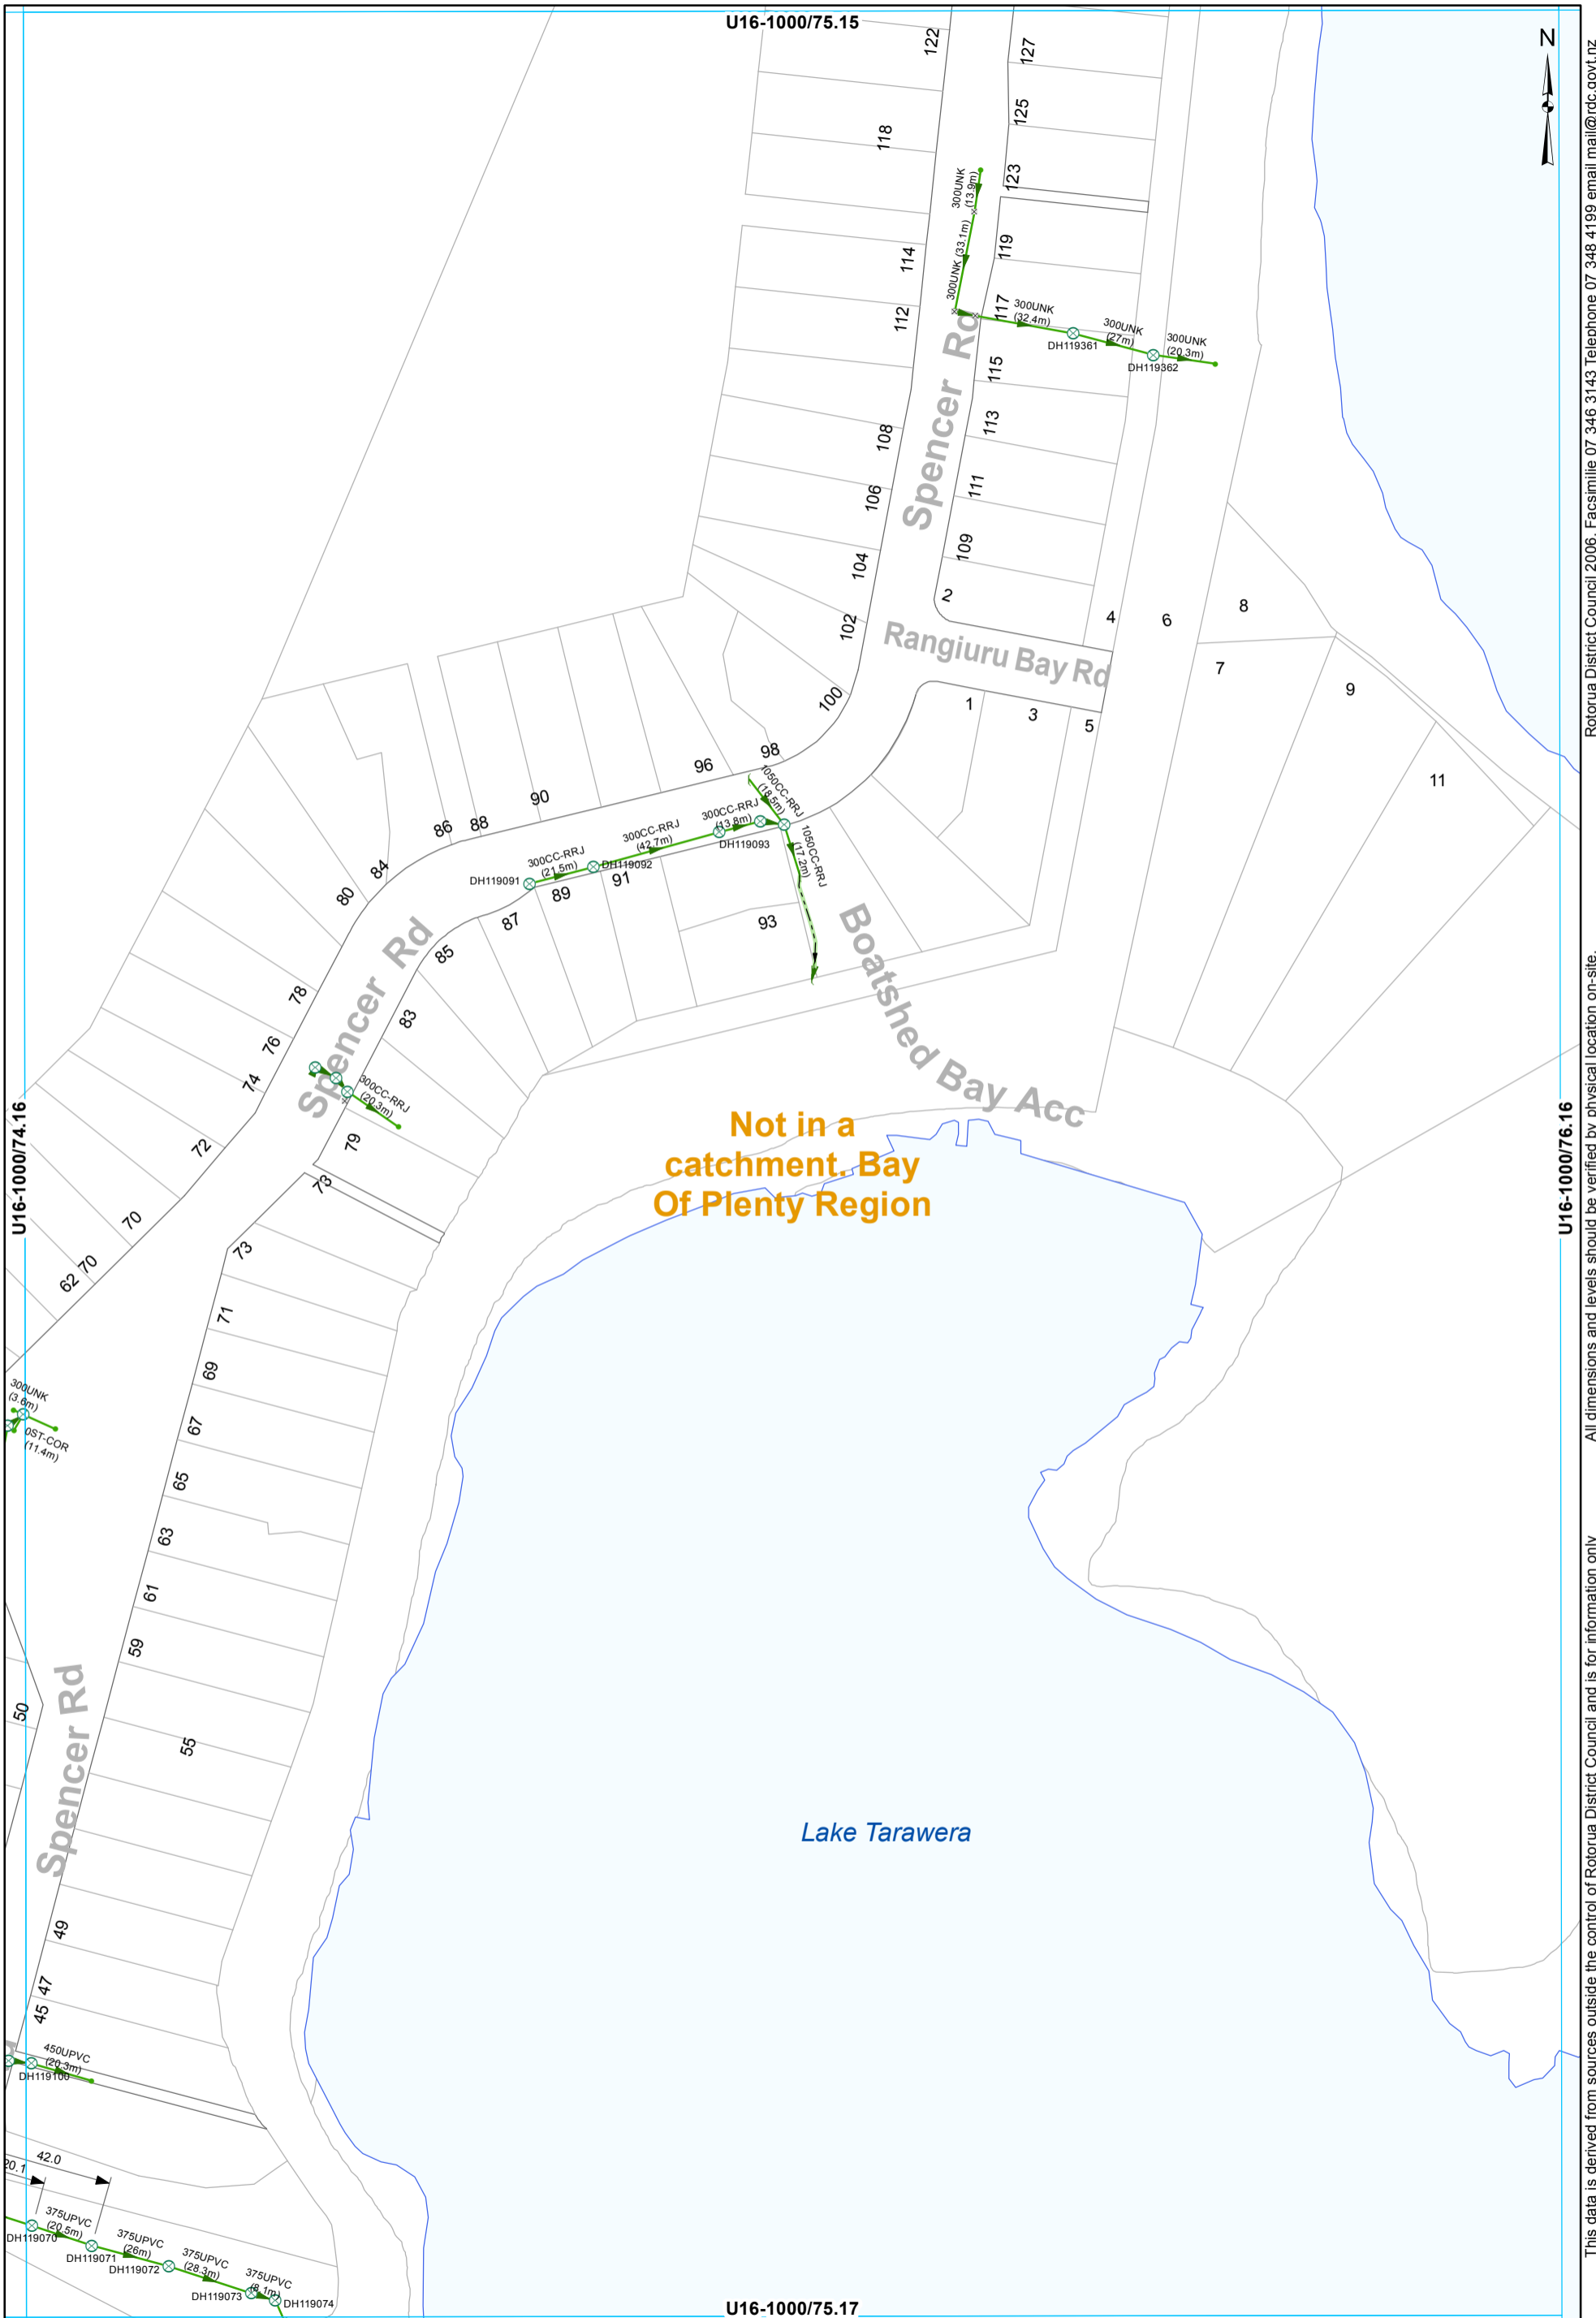 U16-1000/75.15
N
122
127
125
118
123
300UNK
(13.9m)
119
114
300UNK (33.1m)
117
112
300UNK
(32.4m)
DH119361
300UNK
(27m)
DH119362
300UNK
(20.3m)
Spencer Rd
115
113
108
111
106
109
104
2
4
6
8
102
Rangiuru Bay Rd
7
9
100
1
3
5
11
98
96
90
88
86
84
80
1050CC-RRJ
(18.5m)
300CC-RRJ
(13.8m)
300CC-RRJ
(42.7m)
300CC-RRJ
(21.5m)
DH119091
DH119092
DH119093
1050CC-RRJ
(17.2m)
89
91
87
93
85
Boatshed Bay Acc
Spencer Rd
78
83
76
74
300CC-RRJ
(20.3m)
79
72
73
70
73
62
70
U16-1000/74.16
U16-1000/76.16
Not in a
catchment. Bay
Of Plenty Region
71
69
300UNK
(3.6m)
0ST-COR
(11.4m)
67
65
63
61
59
50
55
Spencer Rd
Lake Tarawera
49
47
45
450UPVC
(20.3m)
DH119100
42.0
20.1
375UPVC
(20.5m)
DH119070
DH119071
375UPVC
(26m)
DH119072
375UPVC
(28.3m)
DH119073
375UPVC
(8.1m)
DH119074
U16-1000/75.17
Rotorua District Council 2006. Facsimilie 07 346 3143 Telephone 07 348 4199 email mail@rdc.govt.nz
All dimensions and levels should be verified by physical location on-site.
This data is derived from sources outside the control of Rotorua District Council and is for information only